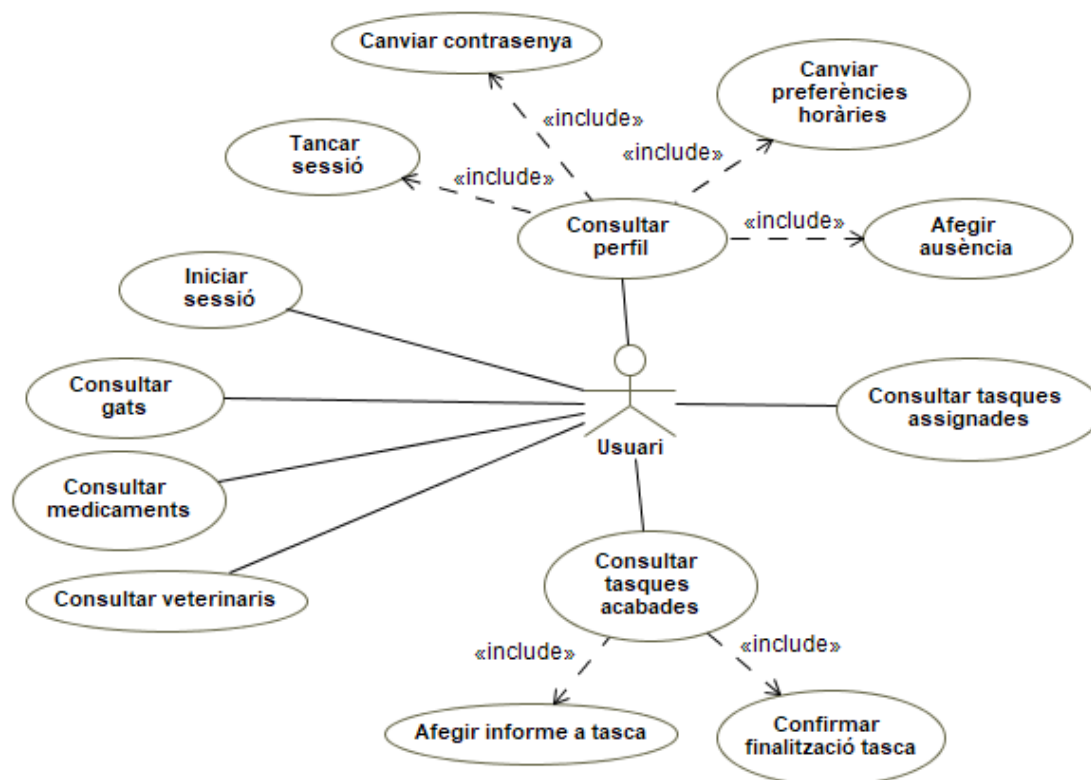 Canviar contrasenya
Canviar
preferències
horàries
«include»
«include»
Tancar
sessió
«include»
Consultar
perfil
«include»
Afegir
ausència
Iniciar
sessió
Consultar
gats
Consultar tasques
assignades
Usuari
Consultar
medicaments
Consultar
tasques
acabades
Consultar veterinaris
«include»
«include»
Afegir informe a tasca
Confirmar
finalització tasca